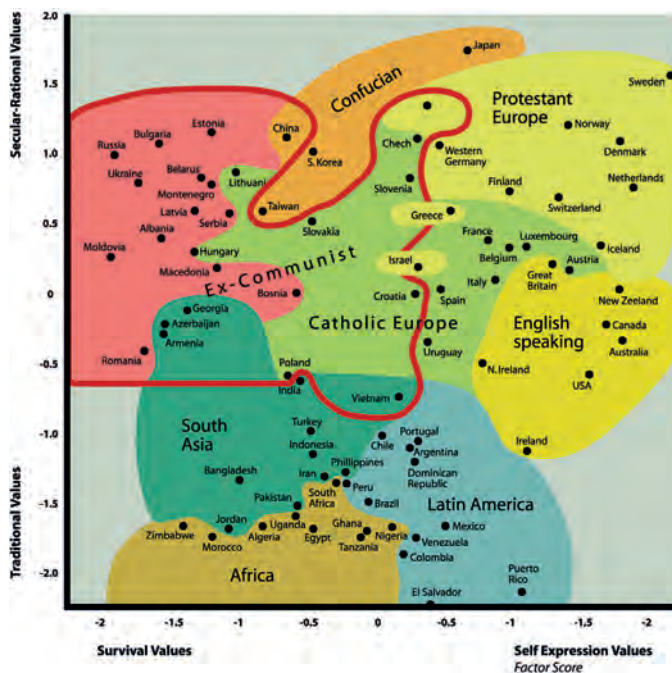 2.0
Japan
Secular-Rational Values
Confucian
Sweden
1.5
Protestant
Europe
Estonia
China
Norway
Bulgaria
Russia
Chech
Western
Germany
Denmark
1.0
S. Korea
Belarus
Lithuani
Slovenia
Netherlands
Ukraine
Montenegro
Finland
Switzerland
Latvia
Taiwan
Greece
0.5
Serbia
Slovakia
Albania
France
Luxembourg
Iceland
Moldovia
Hungary
Belgium
Austria
Israel
Great
Britain
Macedonia
Ex-Communist
Italy
0
Bosnia
Croatia
Spain
New Zeeland
Georgia
Catholic Europe
English
speaking
Canada
Azerbaijan
Armenia
Uruguay
Australia
Romania
N. Ireland
-0.5
Poland
India
USA
Vietnam
South
Asia
Turkey
Portugal
-1.0
Chile
Indonesia
Argentina
Ireland
Dominican
Republic
Bangladesh
Iran
Phillippines
South
Africa
Peru
-1.5
Pakistan
Brazil
Latin America
Traditional Values
Zimbabwe
Jordan
Uganda
Ghana
Mexico
Morocco
Algeria
Egypt
Tanzania
Nigeria
Venezuela
Colombia
Africa
Puerto
Rico
-2.0
El Salvador
-2 -1.5 -1 -0.5 0 -0.5 -1 -1.5 -2
Survival Values Self Expression Values
Factor Score